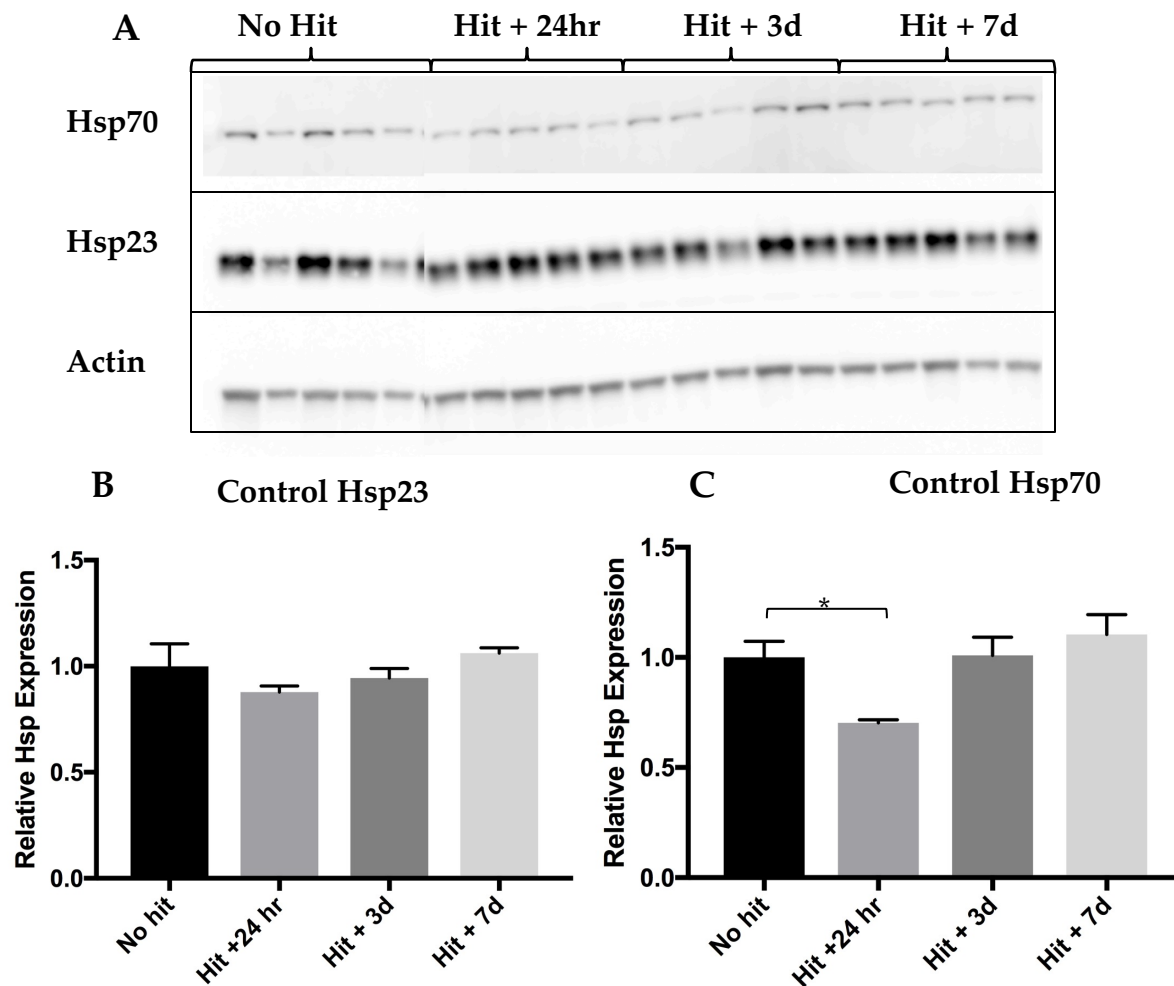 A
No Hit Hit + 24hr Hit + 3d Hit + 7d
Hsp70
Hsp23
Actin
B Control Hsp23
Relative Hsp Expression
1.5
1.0
0.5
0.0
No hit
Hit +24 hr
Hit + 3d
Hit + 7d
C Control Hsp70
Relative Hsp Expression
1.5
1.0
0.5
0.0
*
No hit
Hit +24 hr
Hit + 3d
Hit + 7d